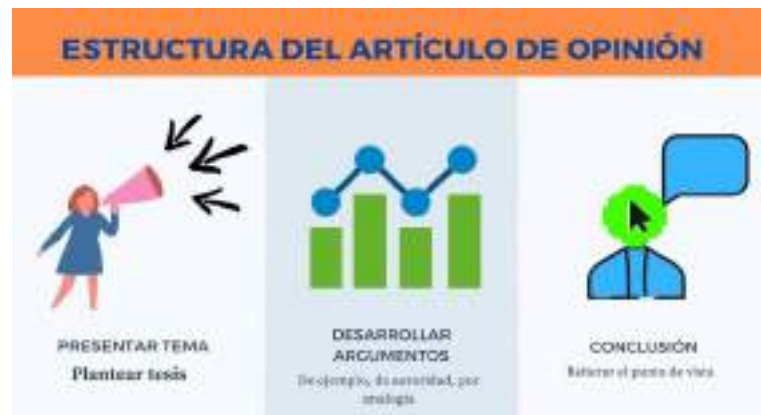 ESTRUCTURA DEL ARTÍCULO DE OPINIÓN
PRESENTAR TEMA
Plantear tesis
DESARROLLAR
ARGUMENTOS
De ejemplo, de autoridad, por
analogía
CONCLUSIÓN
Reiterar el punto de vista